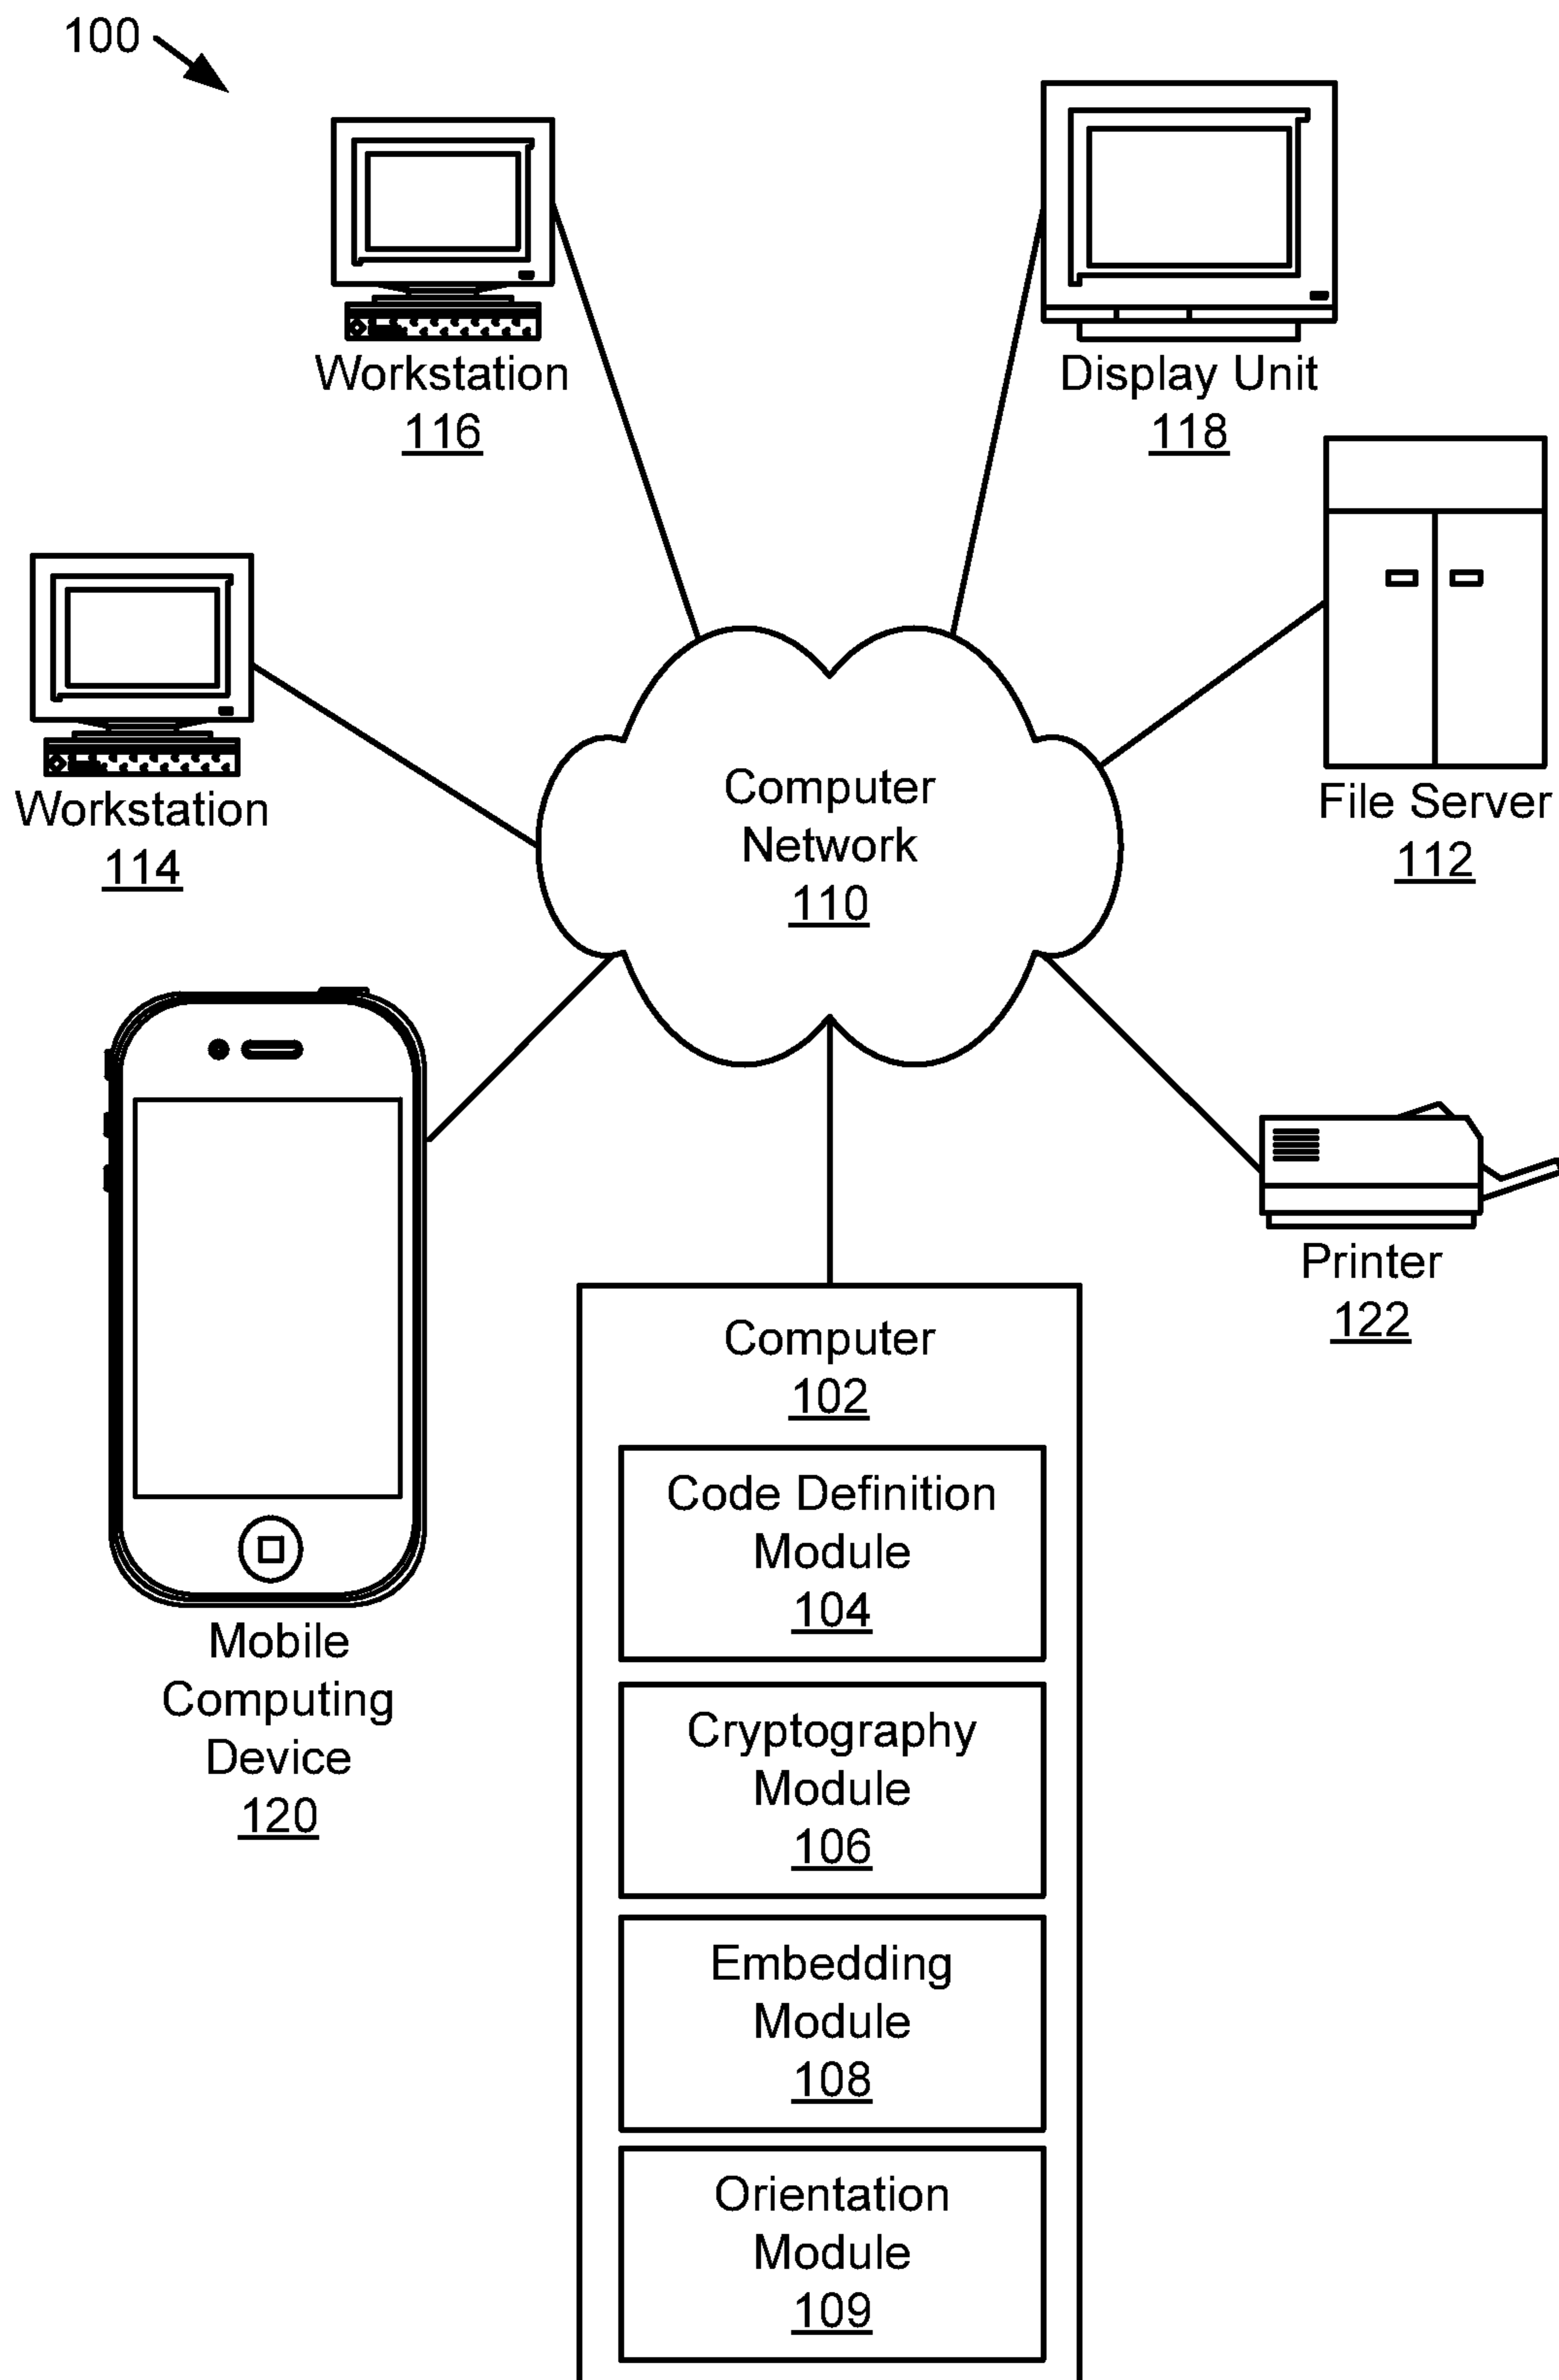 100
Workstation
116
Display Unit
118
Workstation
114
File Server
112
Computer
Network
110
Mobile
Computing
Device
120
Printer
122
Computer
102
Code Definition
Module
104
Cryptography
Module
106
Embedding
Module
108
Orientation
Module
109